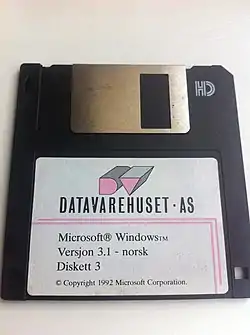 HD
DATAVAREHUSET · AS
Microsoft® Windows™
Versjon 3.1 - norsk
Diskett 3
© Copyright 1992 Microsoft Corporation.